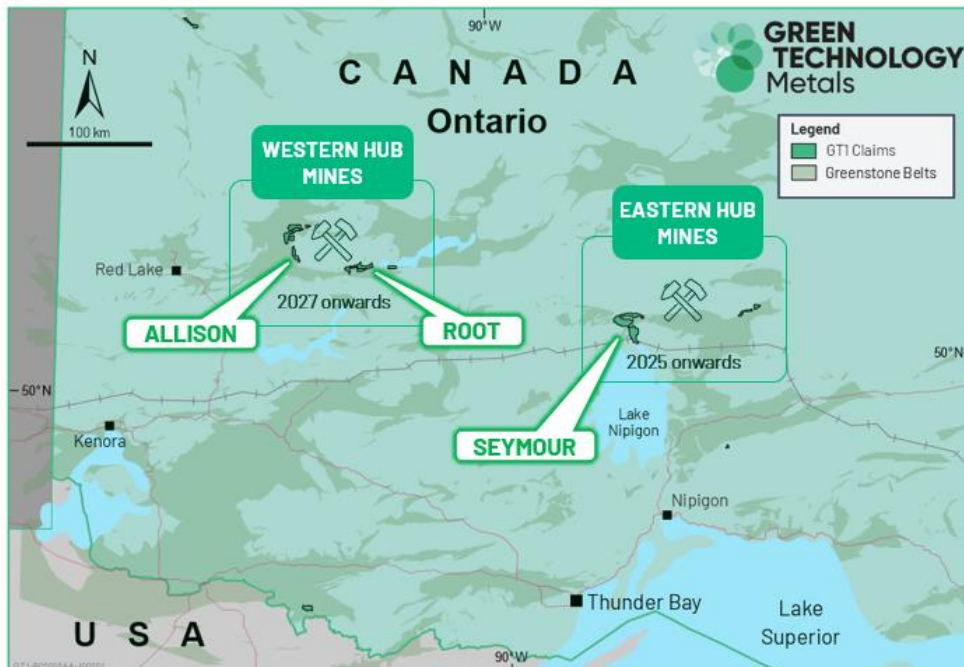 90°W
GREEN
TECHNOLOGY
Metals
N
CANADA
Ontario
100 km
Legend
GT1 Claims
Greenstone Belts
WESTERN HUB
MINES
EASTERN HUB
MINES
Red Lake
2027 onwards
ALLISON
ROOT
2025 onwards
50°N
50°N
Lake
Nipigon
Kenora
SEYMOUR
Nipigon
Thunder Bay
Lake
Superior
USA
90°W